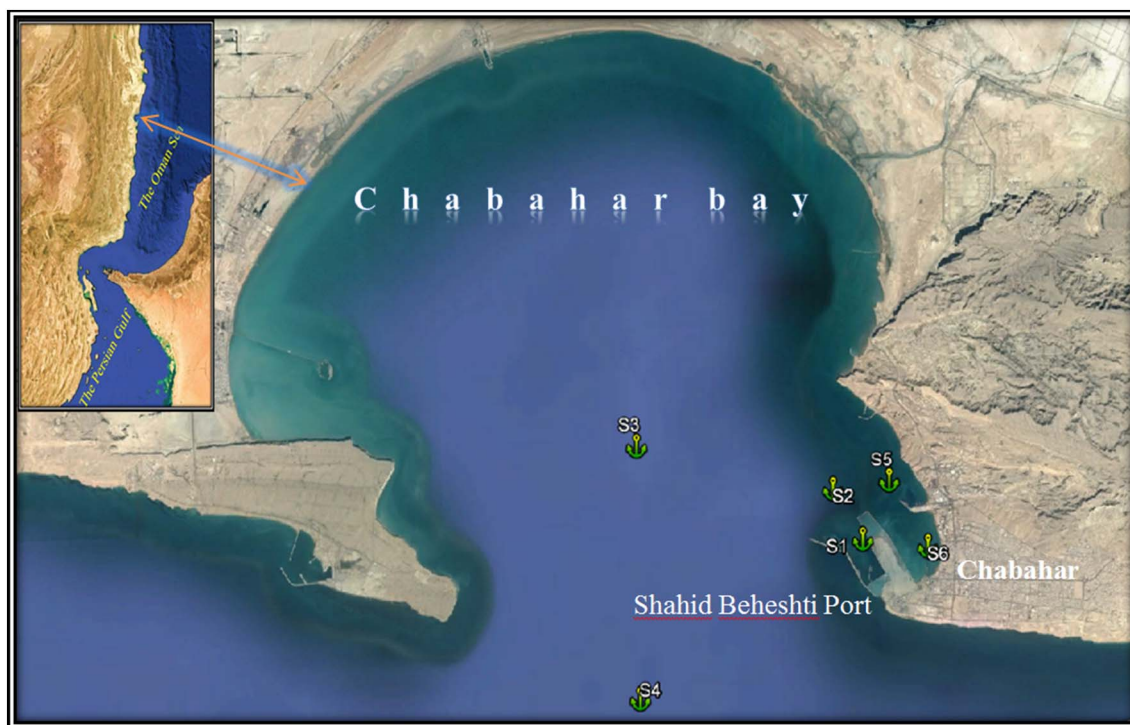 The Oman Sea
The Persian Gulf
Chabahar bay
S3
S5
S2
S1
S6
Chabahar
Shahid Beheshti Port
S4